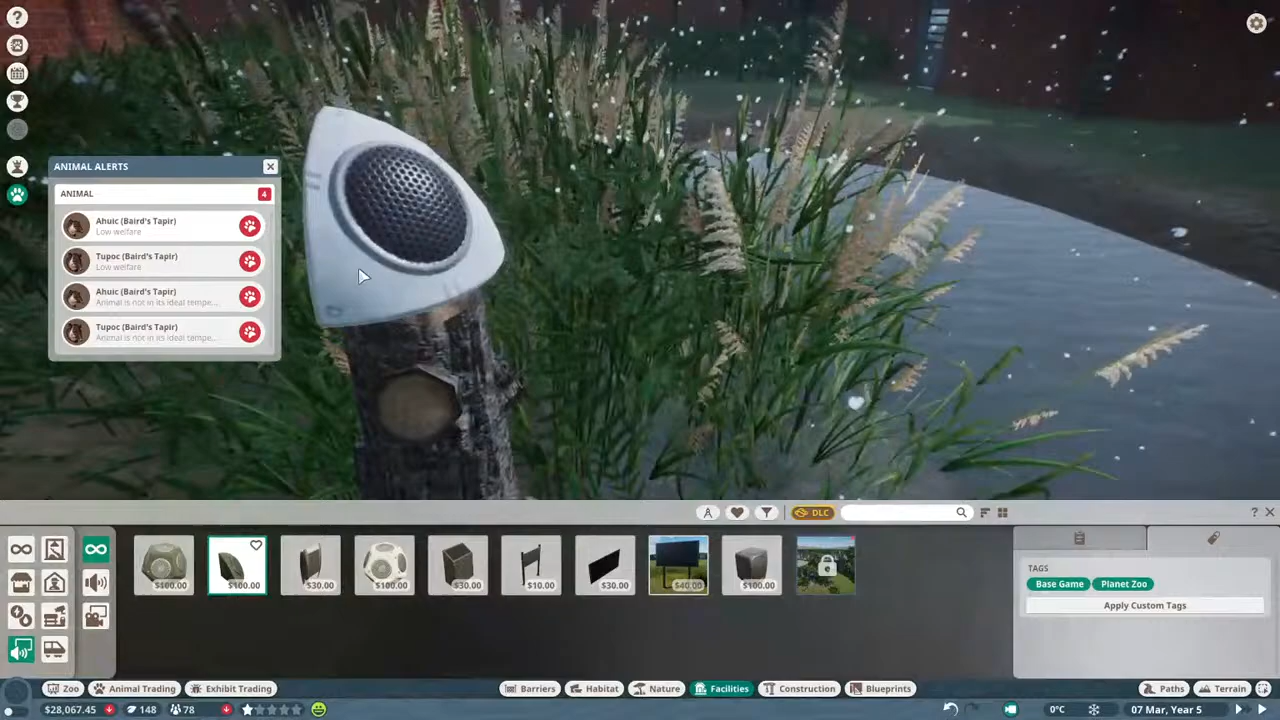 ?
ANIMAL ALERTS
ANIMAL
4
Ahuic (Baird's Tapir)
Low welfare
Tupoc (Baird's Tapir)
Low welfare
Ahuic (Baird's Tapir)
Animal is not in its ideal tempe...
Tupoc (Baird's Tapir)
Animal is not in its ideal tempe...
DLC
?
$100.00
$100.00
$30.00
$100.00
$30.00
$10.00
$30.00
$40.00
$100.00
TAGS
Base Game
Planet Zoo
Apply Custom Tags
Zoo
Animal Trading
Exhibit Trading
Barriers
Habitat
Nature
Facilities
Construction
Blueprints
Paths
Terrain
$28,067.45
148
78
0°C
07 Mar, Year 5